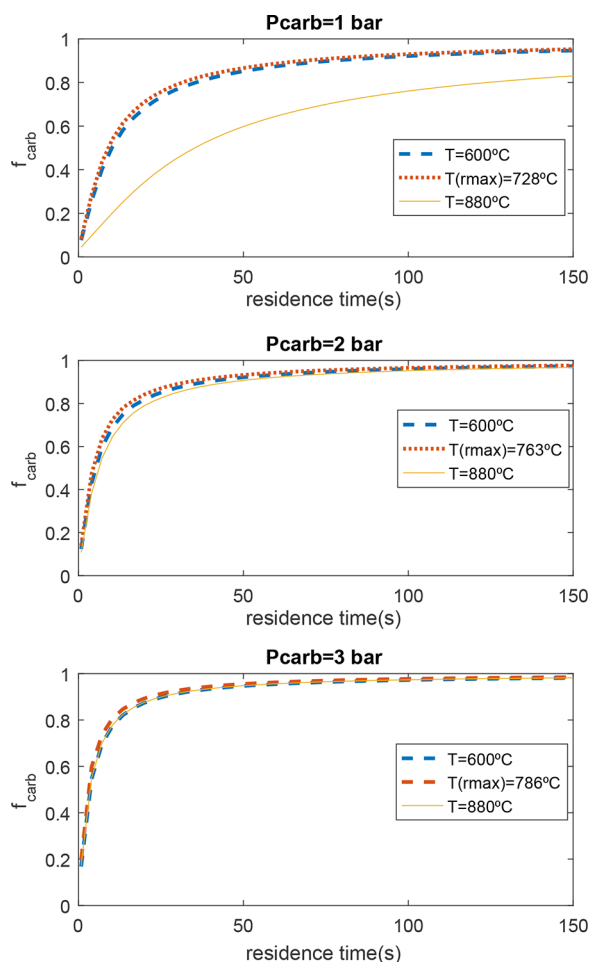 Pcarb=1 bar
1
0.8
0.6
0.4
0.2
0
f_carb
T=600ºC
T(rmax)=728ºC
T=880ºC
0 50 100 150
residence time(s)
Pcarb=2 bar
1
0.8
0.6
0.4
0.2
0
f_carb
T=600ºC
T(rmax)=763ºC
T=880ºC
0 50 100 150
residence time(s)
Pcarb=3 bar
1
0.8
0.6
0.4
0.2
0
f_carb
T=600ºC
T(rmax)=786ºC
T=880ºC
0 50 100 150
residence time(s)